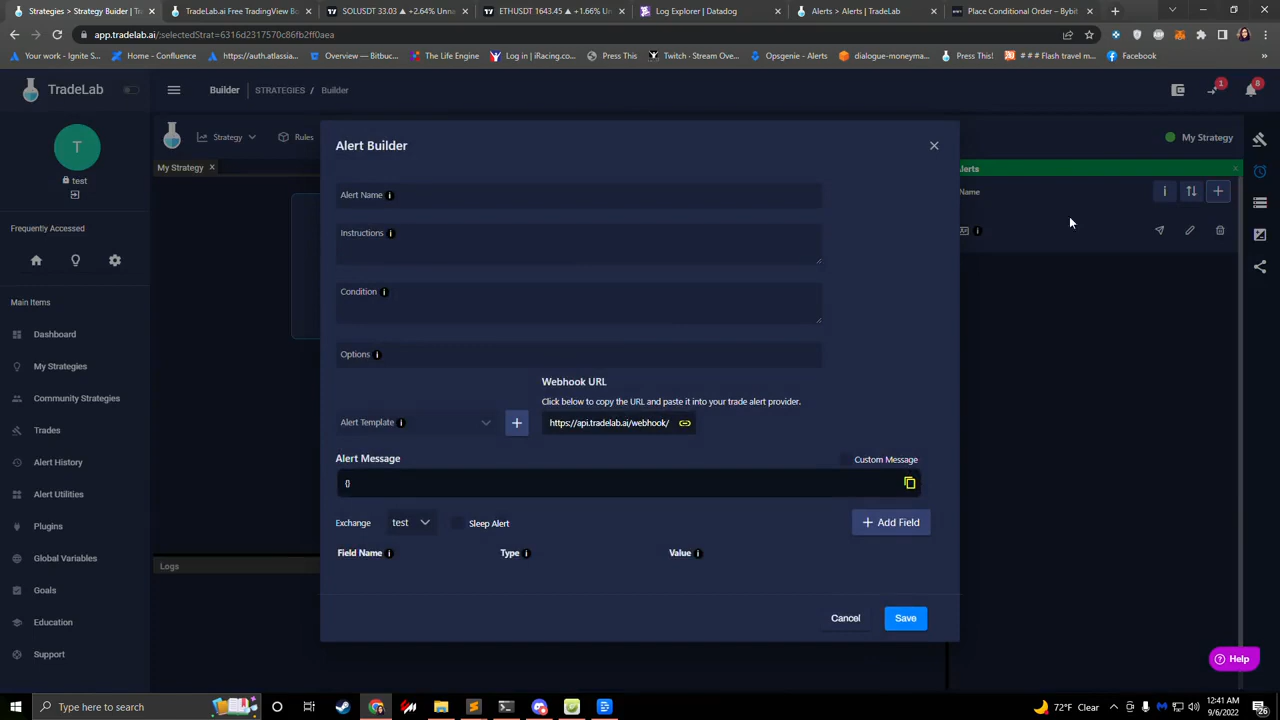 Strategies > Strategy Builder | Tr
TradeLab.ai Free TradingView Bo
SOLUSDT 33.03 ▲ +2.64% Unna
ETHUSDT 1643.45 ▲ +1.66% Un
Log Explorer | Datadog
Alerts > Alerts | TradeLab
Place Conditional Order – Bybit
app.tradelab.ai/:selectedStrat=6313d2317570c86fb2ff0aea
Your work - Ignite S...
Home - Confluence
https://auth.atlassia...
Overview — Bitbuc...
The Life Engine
Log in | iRacing.co...
Press This
Twitch - Stream Ove...
Opsgenie - Alerts
dialogue-moneyma...
Press This!
# # # Flash travel m...
Facebook
»
TradeLab
Builder
STRATEGIES / Builder
1
8
T
test
Strategy
Rules
My Strategy
My Strategy ×
Alert Builder
Alerts
Name
Frequently Accessed
Main Items
Dashboard
My Strategies
Community Strategies
Trades
Alert History
Alert Utilities
Plugins
Global Variables
Goals
Education
Support
Logs
Alert Name
Instructions
Condition
Options
Webhook URL
Click below to copy the URL and paste it into your trade alert provider.
Alert Template
+
https://api.tradelab.ai/webhook/
Alert Message
Custom Message
{}
Exchange
test
Sleep Alert
+ Add Field
Field Name
Type
Value
Cancel
Save
Help
Type here to search
72°F Clear
12:41 AM
9/6/2022
26